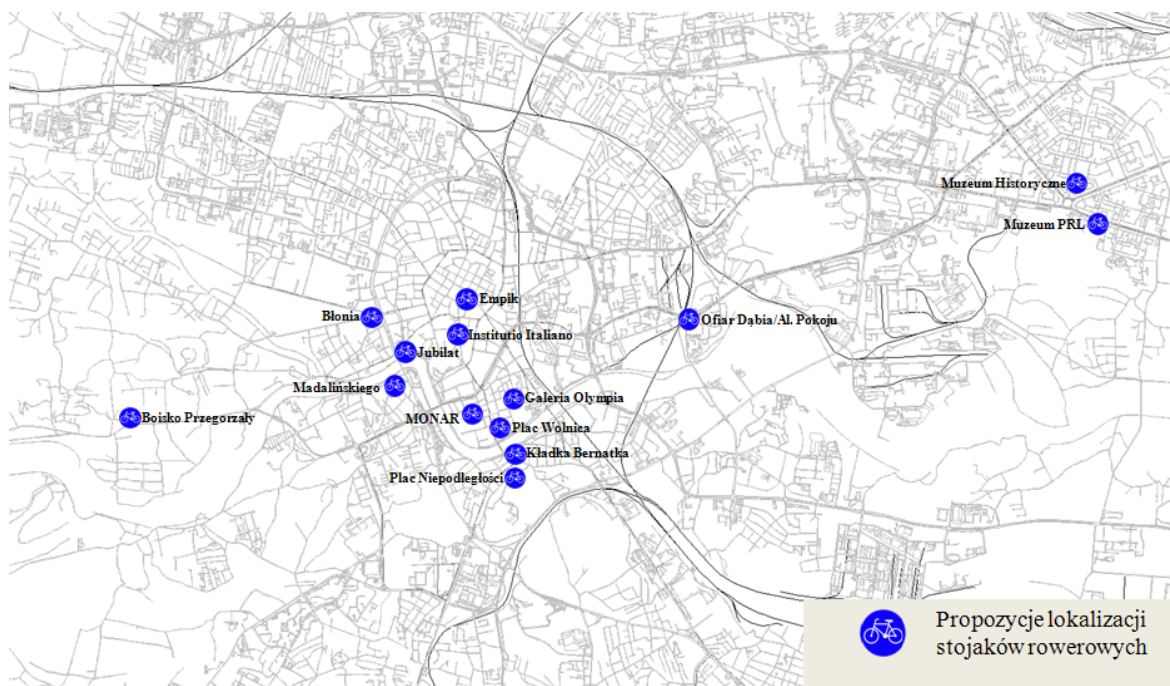 Muzeum Historyczne
Muzeum PRL
Empik
Błonia
Ofiar Dąbia/Al. Pokoju
Institutio Italiano
Jubilat
Madalińskiego
Galeria Olympia
Boisko Przegorzały
MONAR
Plac Wolnica
Kładka Bernatka
Plac Niepodległości
Propozycje lokalizacji
stojaków rowerowych